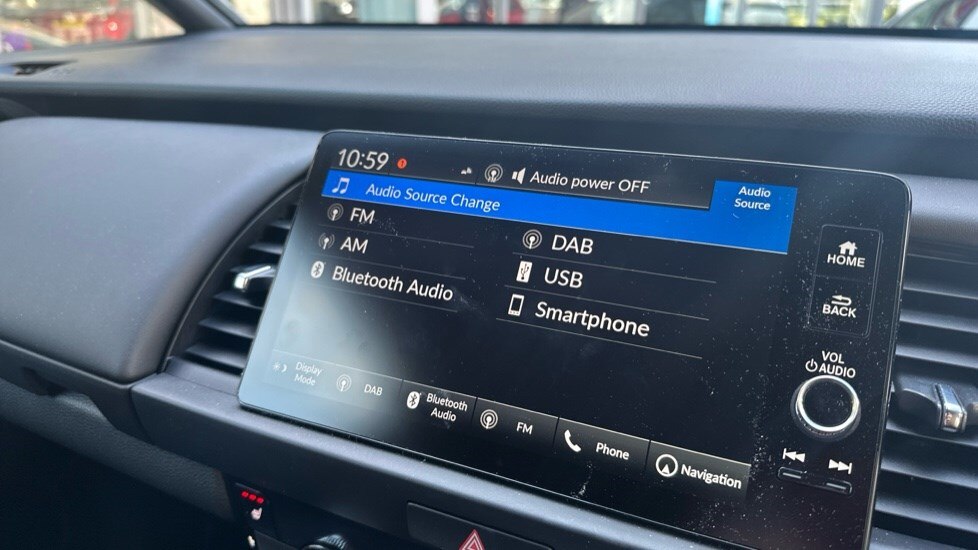 10:59
Audio power OFF
Audio Source Change
Audio
Source
FM
DAB
AM
USB
Bluetooth Audio
Smartphone
HOME
BACK
VOL
AUDIO
Display
Mode
DAB
Bluetooth
Audio
FM
Phone
Navigation